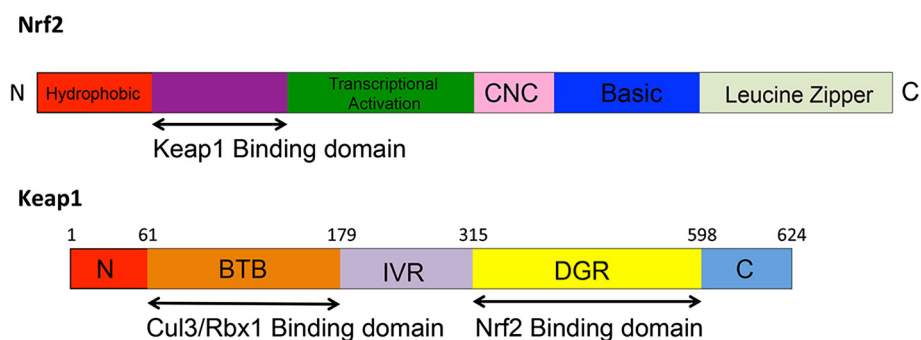 Nrf2
N Hydrophobic Transcriptional Activation CNC Basic Leucine Zipper C
Keap1 Binding domain
Keap1
1 61 179 315 598 624
N BTB IVR DGR C
Cul3/Rbx1 Binding domain Nrf2 Binding domain